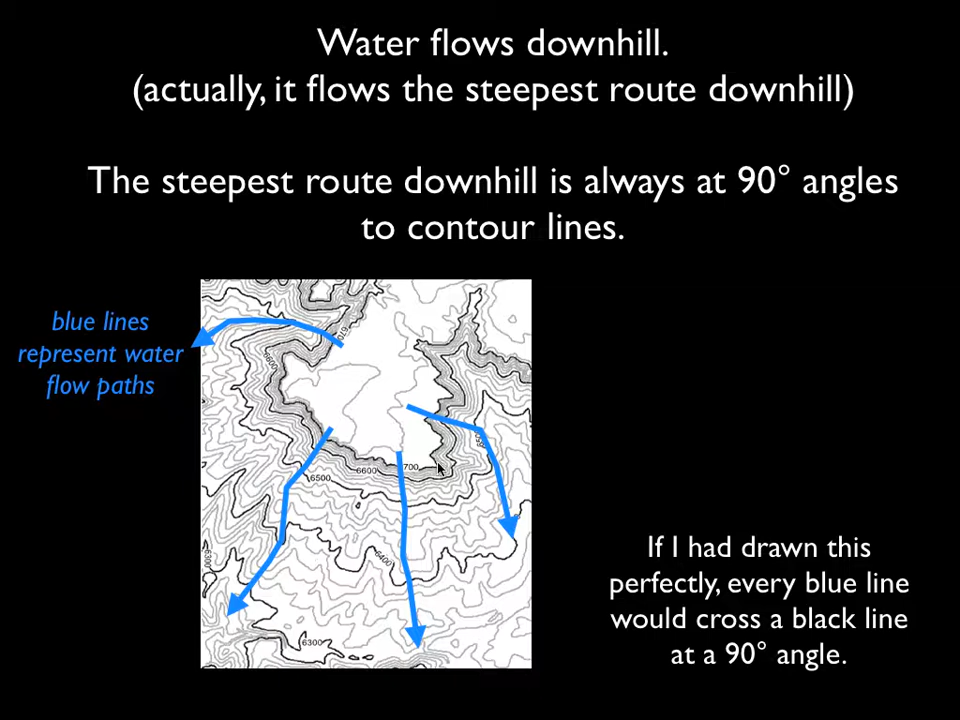 Water flows downhill.
(actually, it flows the steepest route downhill)
The steepest route downhill is always at 90° angles
to contour lines.
blue lines
represent water
flow paths
6600
6600
6500
6400
6300
6300
If I had drawn this
perfectly, every blue line
would cross a black line
at a 90° angle.